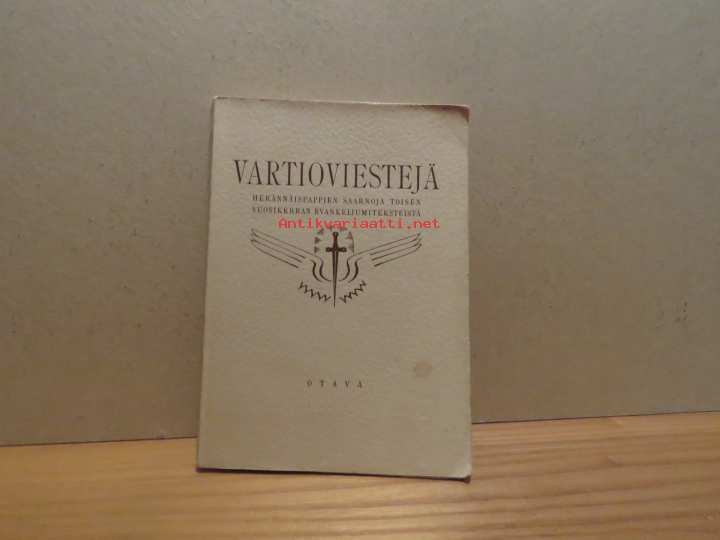 VARTIOVIESTEJÄ
HERÄNNÄISPAPPIEN SAARNOJA TOISEN
VUOSIKERRAN EVANKELIUMITEKSTEISTÄ
Antikvariaatti.net
OTAVA